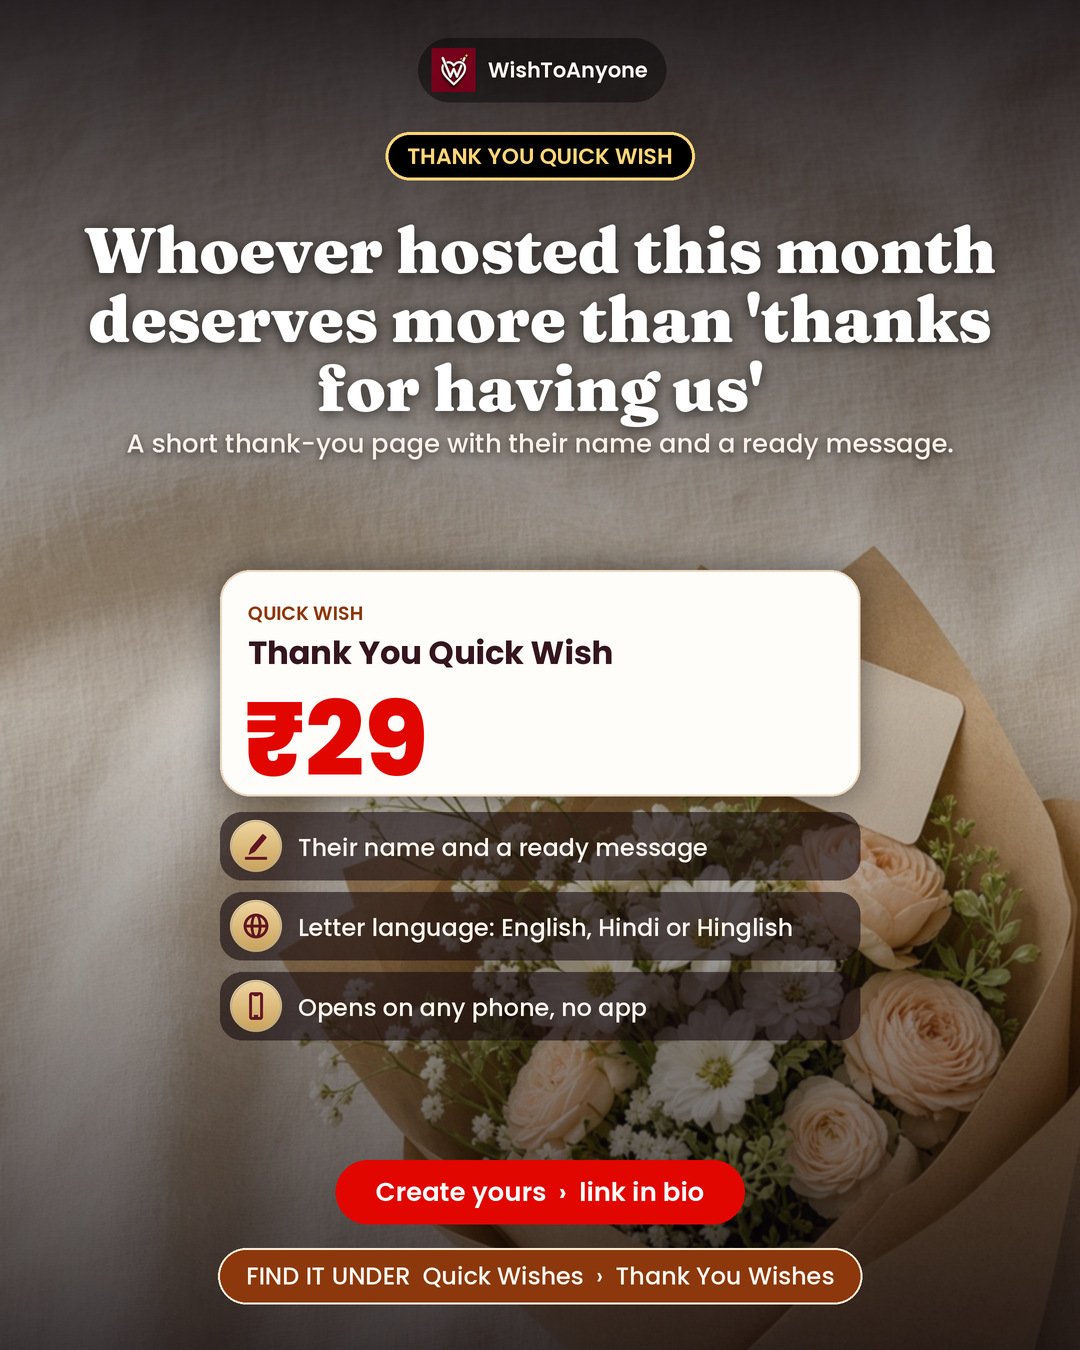 WishToAnyone
THANK YOU QUICK WISH
Whoever hosted this month
deserves more than 'thanks
for having us'
A short thank-you page with their name and a ready message.
QUICK WISH
Thank You Quick Wish
₹29
Their name and a ready message
Letter language: English, Hindi or Hinglish
Opens on any phone, no app
Create yours › link in bio
FIND IT UNDER Quick Wishes › Thank You Wishes